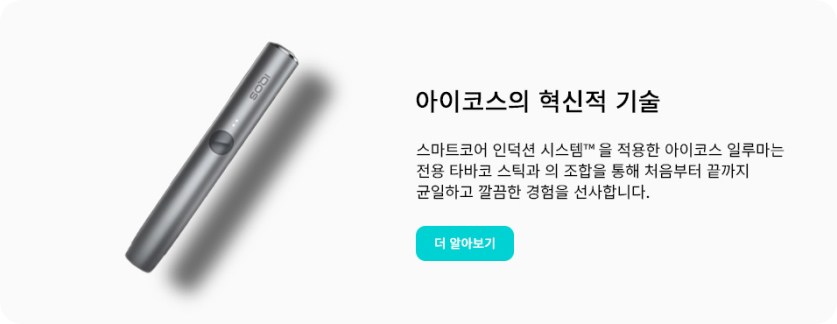 IQOS
아이코스의 혁신적 기술
스마트코어 인덕션 시스템™ 을 적용한 아이코스 일루마는
전용 타바코 스틱과 의 조합을 통해 처음부터 끝까지
균일하고 깔끔한 경험을 선사합니다.
더 알아보기